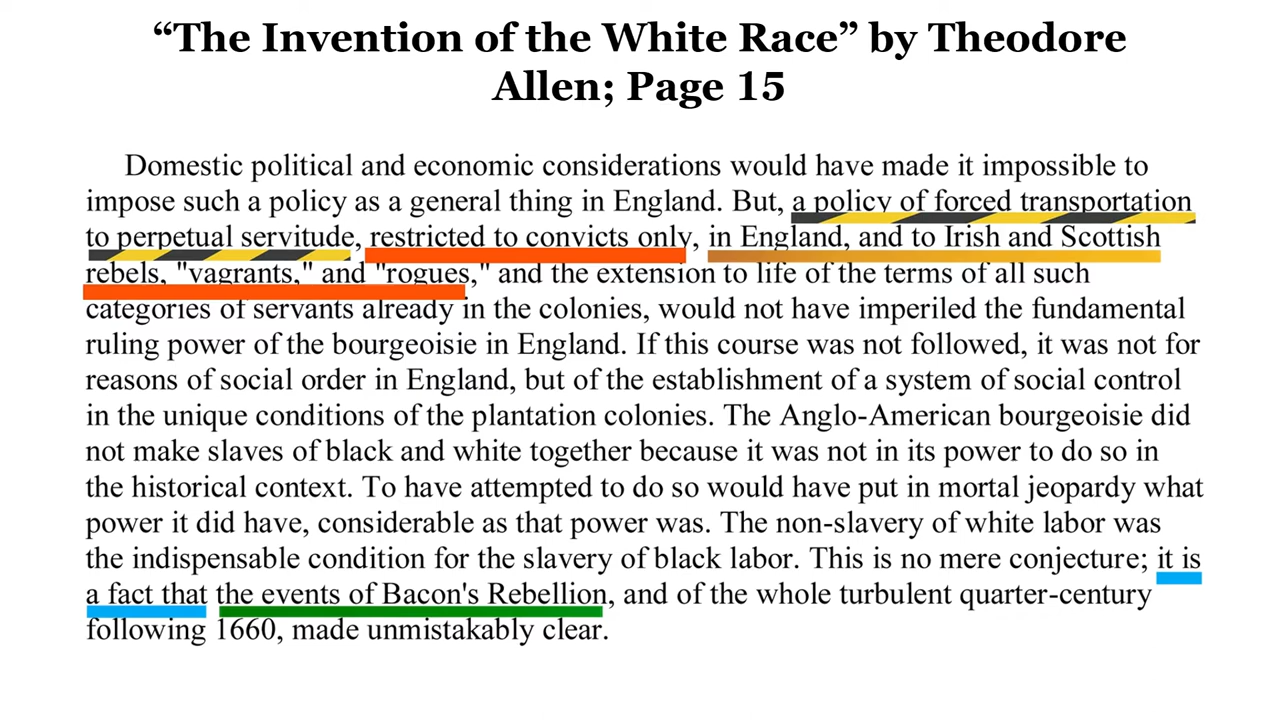 “The Invention of the White Race” by Theodore
Allen; Page 15
Domestic political and economic considerations would have made it impossible to
impose such a policy as a general thing in England. But, a policy of forced transportation
to perpetual servitude, restricted to convicts only, in England, and to Irish and Scottish
rebels, "vagrants," and "rogues," and the extension to life of the terms of all such
categories of servants already in the colonies, would not have imperiled the fundamental
ruling power of the bourgeoisie in England. If this course was not followed, it was not for
reasons of social order in England, but of the establishment of a system of social control
in the unique conditions of the plantation colonies. The Anglo-American bourgeoisie did
not make slaves of black and white together because it was not in its power to do so in
the historical context. To have attempted to do so would have put in mortal jeopardy what
power it did have, considerable as that power was. The non-slavery of white labor was
the indispensable condition for the slavery of black labor. This is no mere conjecture; it is
a fact that the events of Bacon's Rebellion, and of the whole turbulent quarter-century
following 1660, made unmistakably clear.